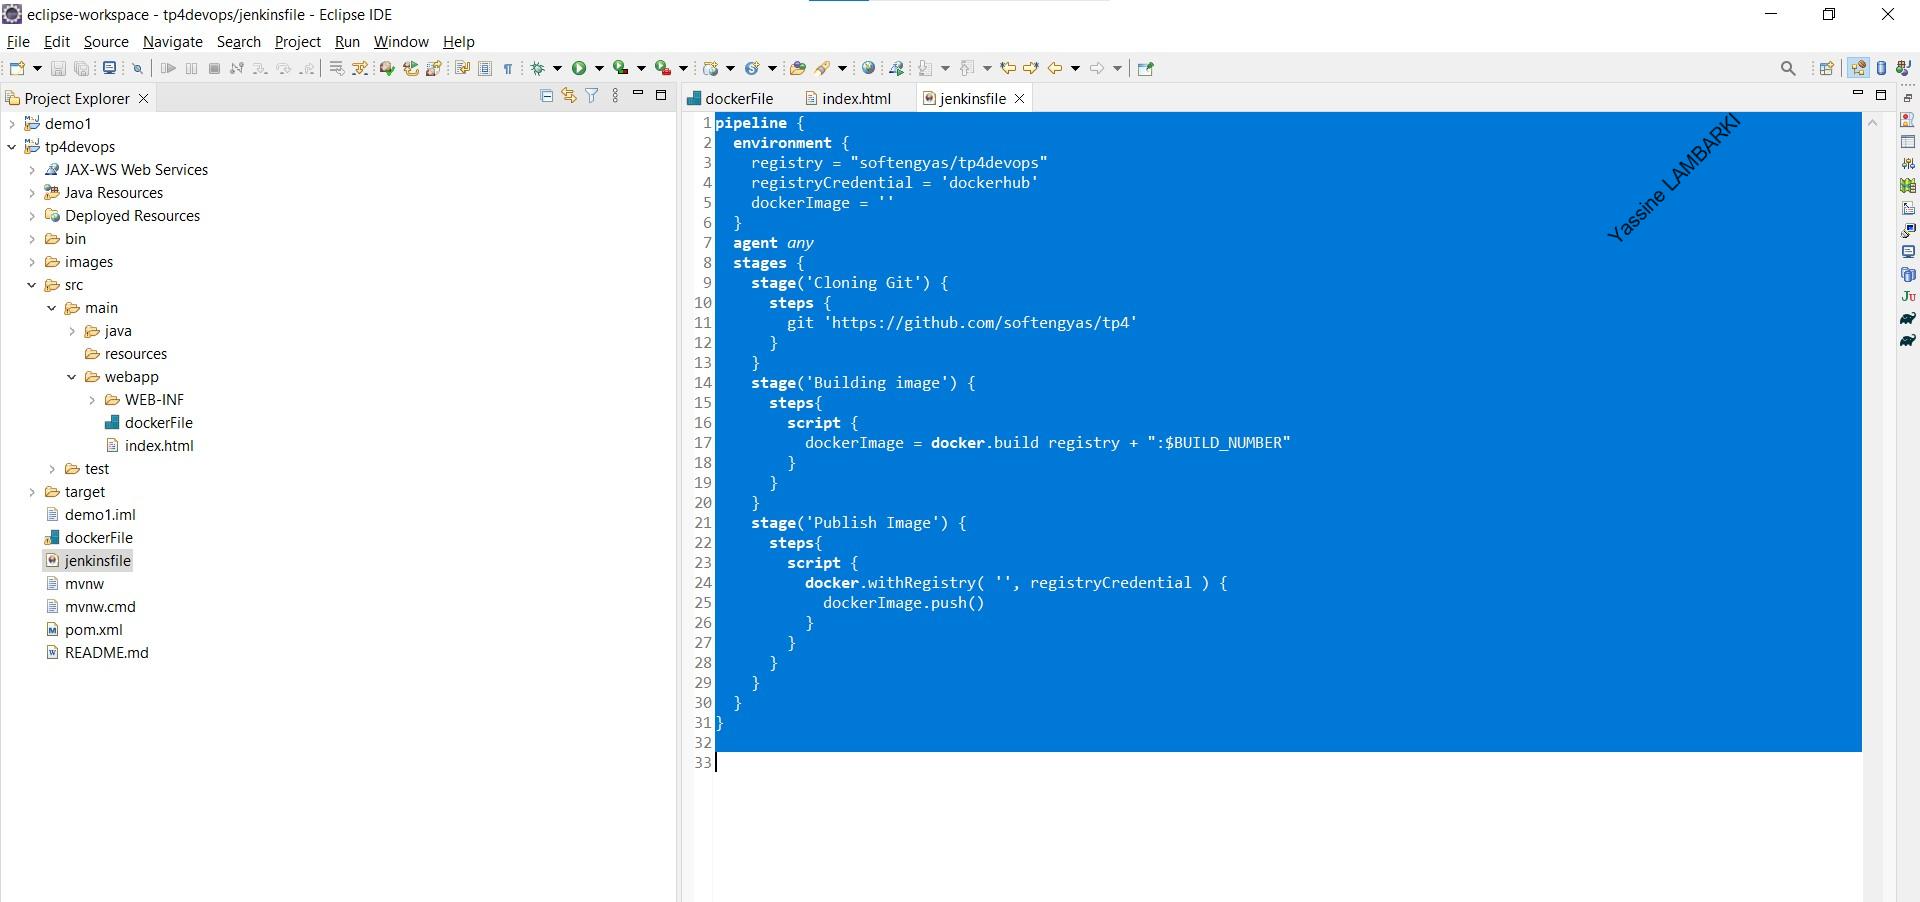 eclipse-workspace - tp4devops/jenkinsfile - Eclipse IDE
File Edit Source Navigate Search Project Run Window Help
Project Explorer
demo1
tp4devops
JAX-WS Web Services
Java Resources
Deployed Resources
bin
images
src
main
java
resources
webapp
WEB-INF
dockerFile
index.html
test
target
demo1.iml
dockerFile
jenkinsfile
mvnw
mvnw.cmd
pom.xml
README.md
dockerFile index.html jenkinsfile
1 pipeline {
2 environment {
3 registry = "softengyas/tp4devops"
4 registryCredential = 'dockerhub'
5 dockerImage = ''
6 }
7 agent any
8 stages {
9 stage('Cloning Git') {
10 steps {
11 git 'https://github.com/softengyas/tp4'
12 }
13 }
14 stage('Building image') {
15 steps{
16 script {
17 dockerImage = docker.build registry + ":$BUILD_NUMBER"
18 }
19 }
20 }
21 stage('Publish Image') {
22 steps{
23 script {
24 docker.withRegistry( '', registryCredential ) {
25 dockerImage.push()
26 }
27 }
28 }
29 }
30 }
31 }
32
33
Yassine LAMBARKI